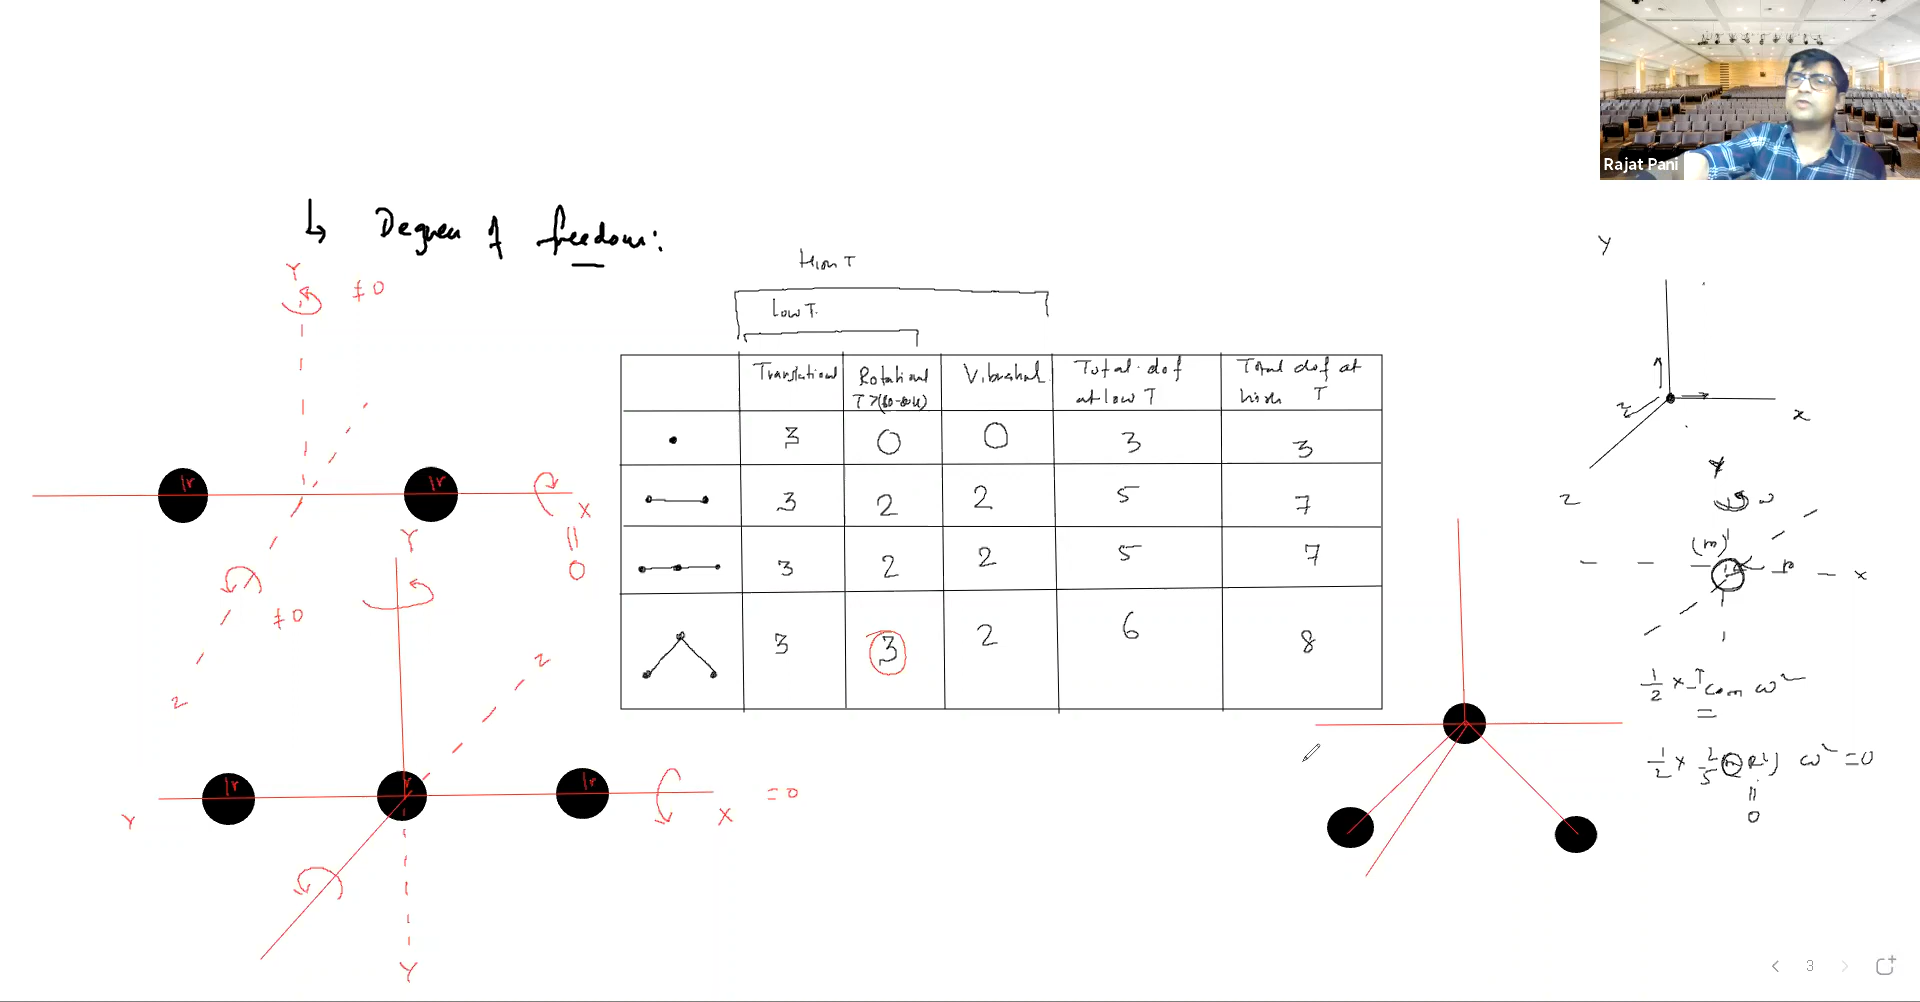 ↳ Degree of freedom:
High T
Low T.
Translational
Rotational
T >
Vibrational
Total dof
at low T
Total dof at
high T
3 0 0 3 3
3 2 2 5 7
3 2 2 5 7
3 3 2 6 8
Y
≠ 0
r r
X
=
0
≠ 0
Z
Y
Z
r r r
Y X = 0
Y
Rajat Pani
Y
Z
X
Z
Y
ω
(m)
R
X
1/2 × I com ω²
=
1/2 × 2/5 m R²) ω² = 0
=
0
3